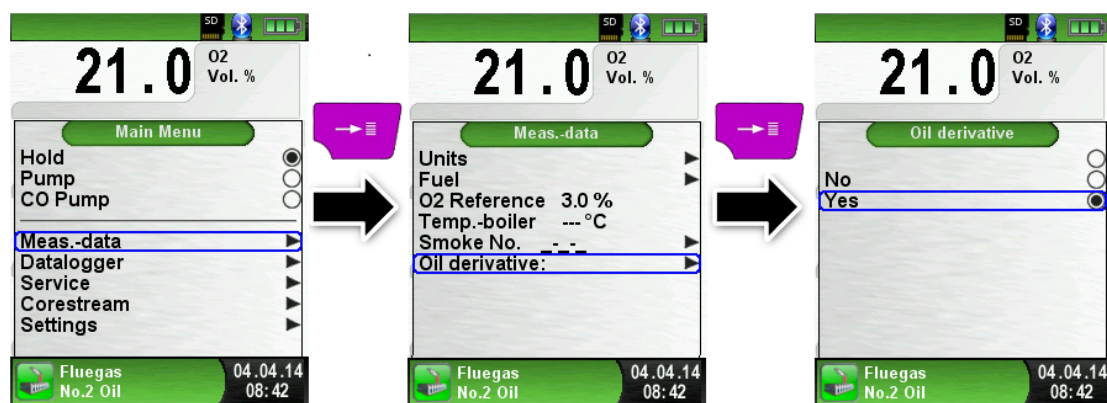 SD
21.0 O2 Vol. %
Main Menu
Hold
Pump
CO Pump
Meas.-data
Datalogger
Service
Corestream
Settings
Fluegas 04.04.14
No.2 Oil 08:42
SD
21.0 O2 Vol. %
Meas.-data
Units
Fuel
O2 Reference 3.0 %
Temp.-boiler --- °C
Smoke No. _-_-_
Oil derivative:
Fluegas 04.04.14
No.2 Oil 08:42
SD
21.0 O2 Vol. %
Oil derivative
No
Yes
Fluegas 04.04.14
No.2 Oil 08:42